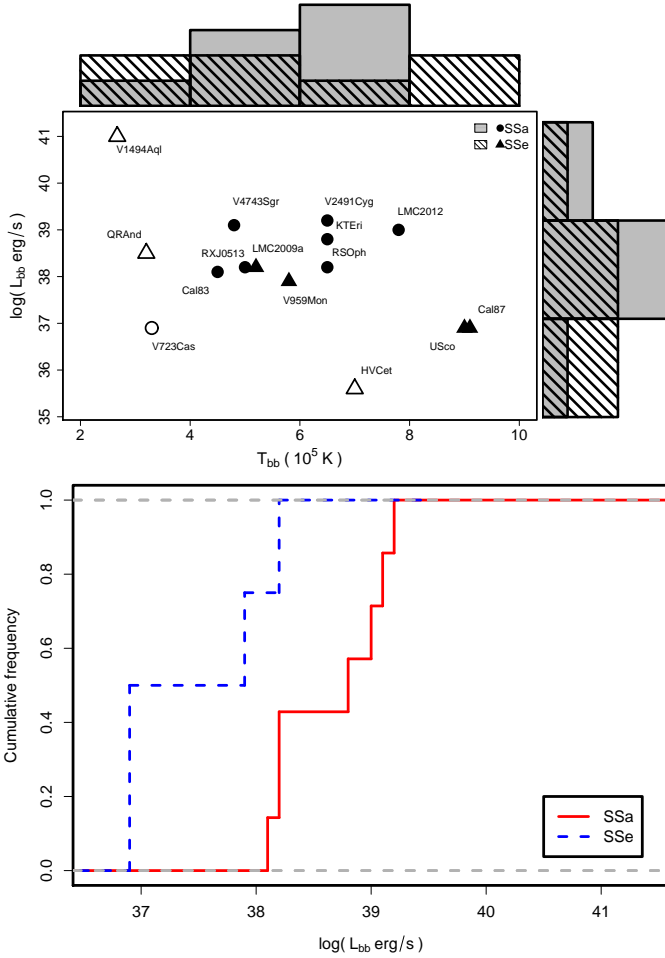 41
40
39
38
37
36
35
log( L_bb erg/s )
SSa
SSe
V1494Aql
V4743Sgr
V2491Cyg
KTEri
LMC2012
QRAnd
RXJ0513
LMC2009a
RSOph
Cal83
V959Mon
Cal87
V723Cas
USco
HVCet
2 4 6 8 10
T_bb ( 10^5 K )
1.0
0.8
0.6
0.4
0.2
0.0
Cumulative frequency
SSa
SSe
37 38 39 40 41
log( L_bb erg/s )